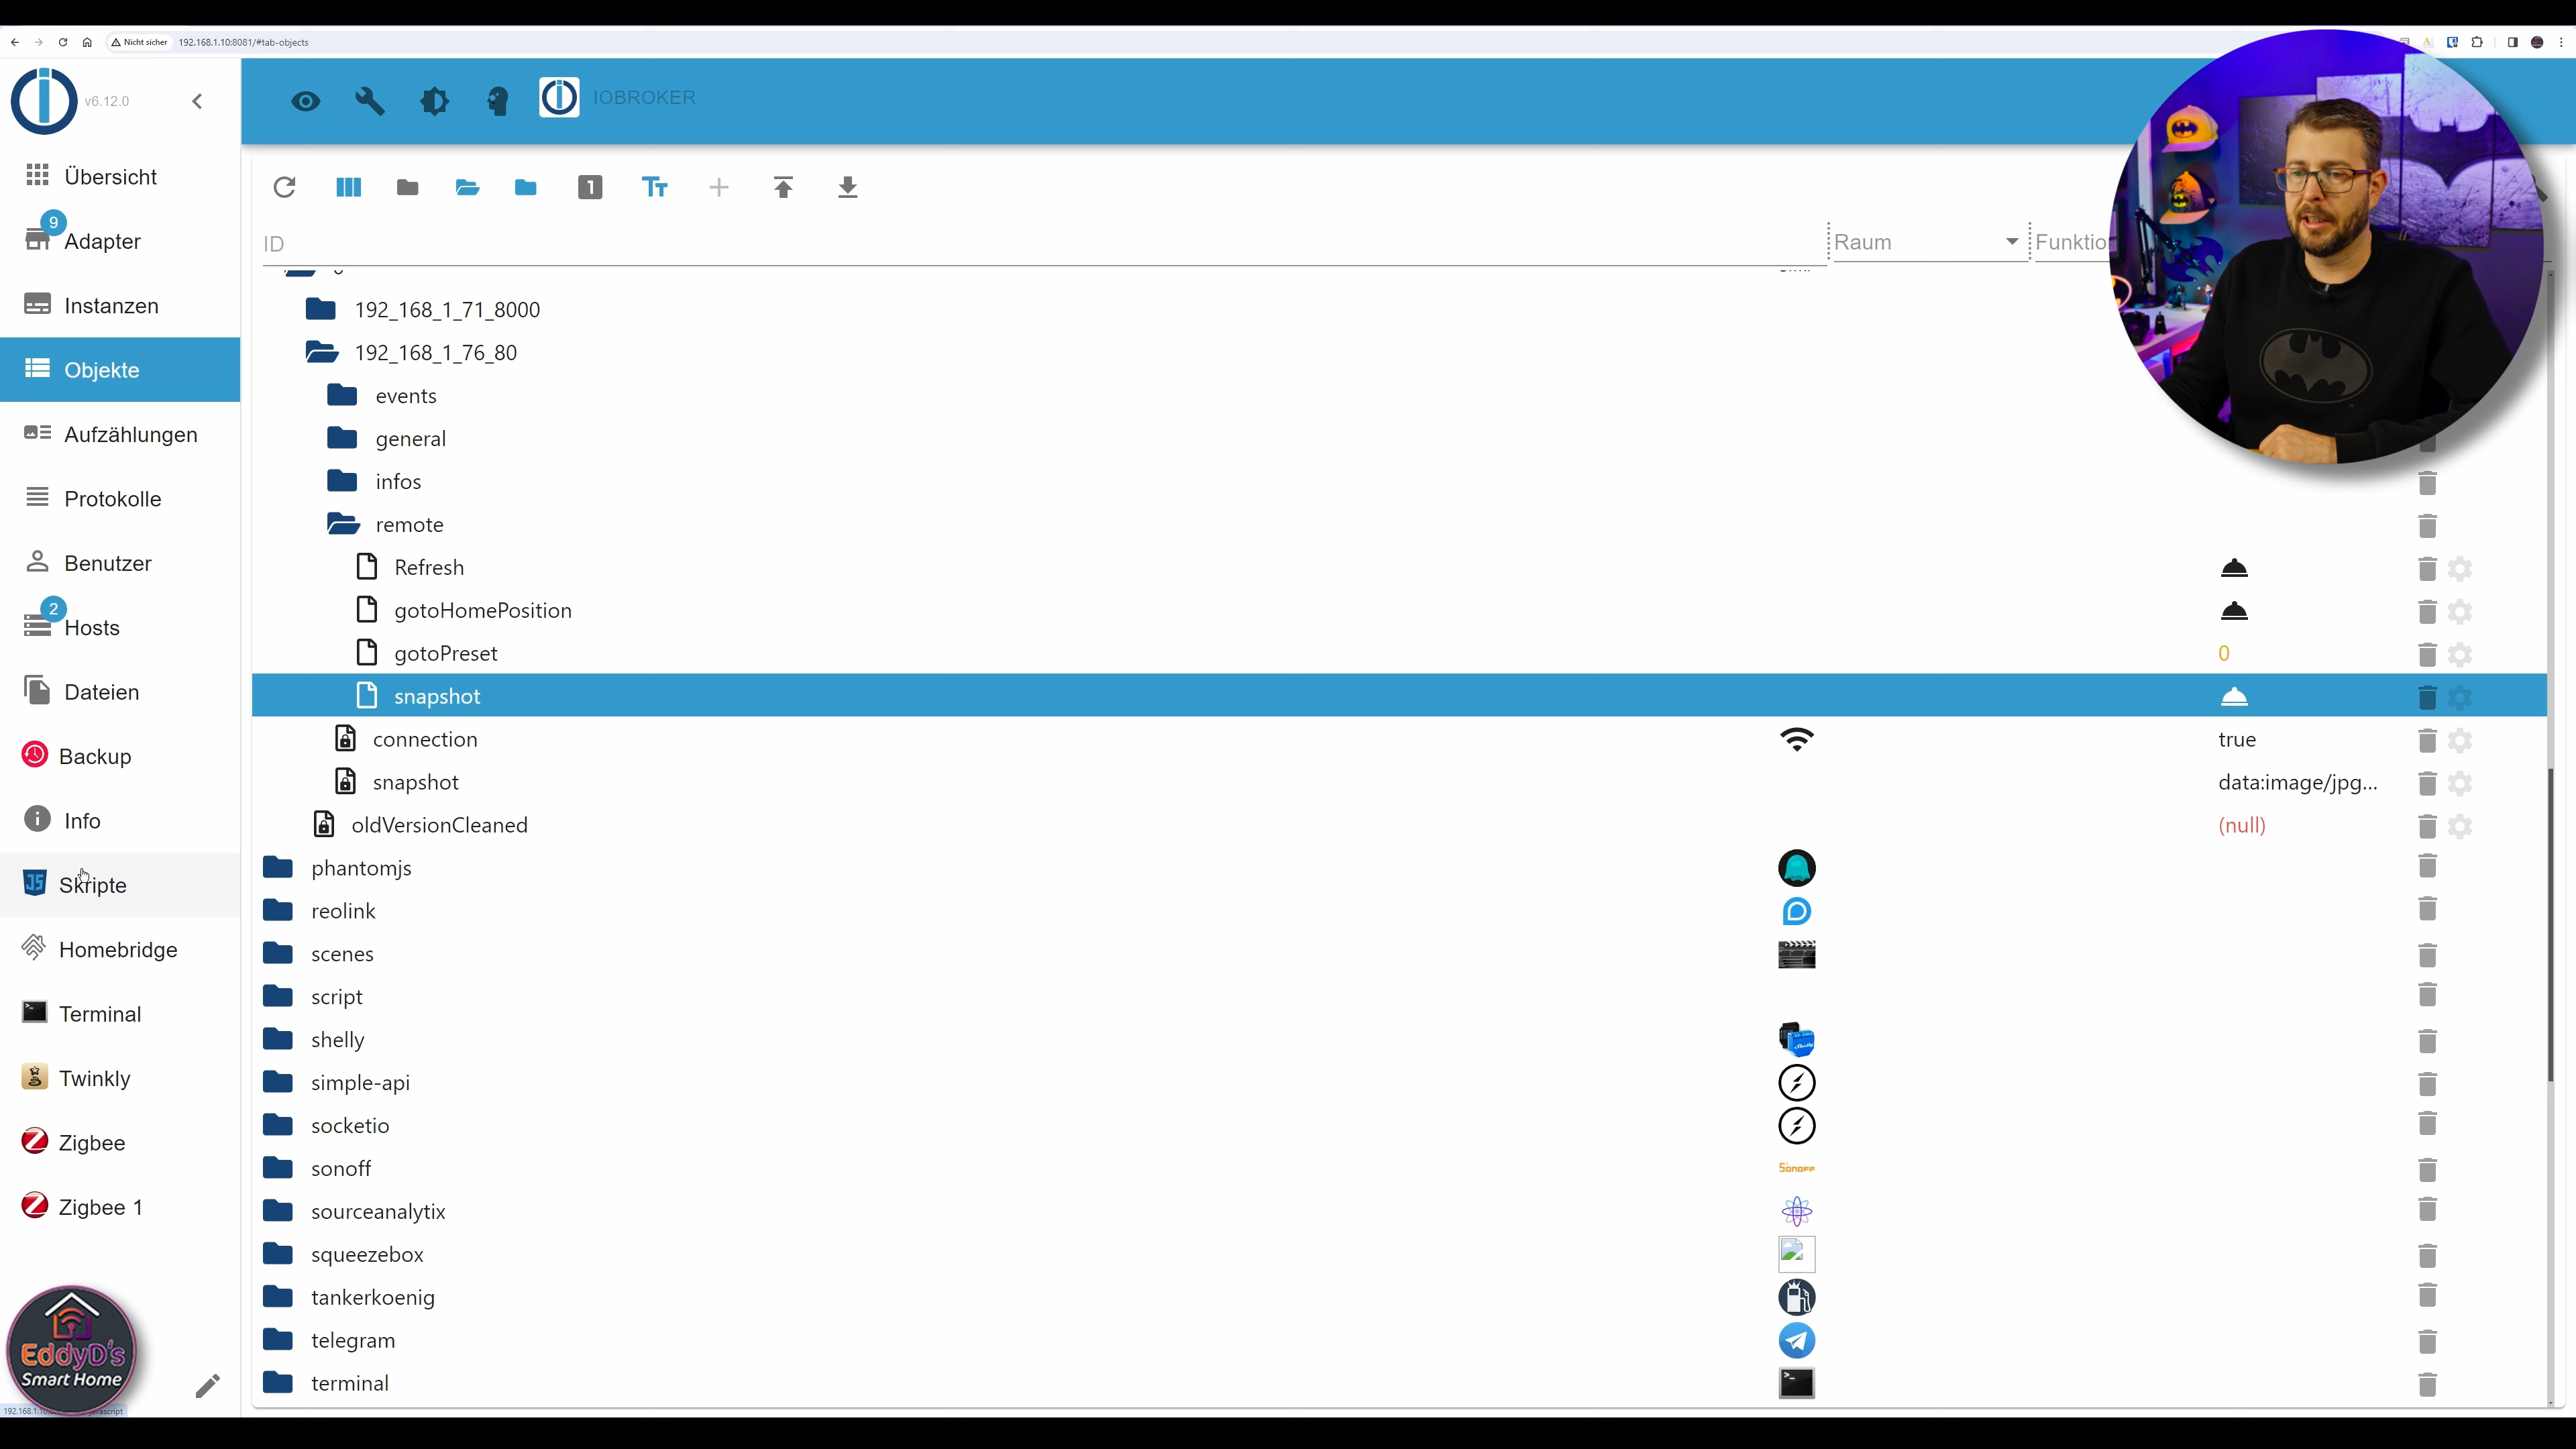 Nicht sicher 192.168.1.10:8081/#tab-objects
v6.12.0
IOBROKER
Übersicht
9
Adapter
Instanzen
Objekte
Aufzählungen
Protokolle
Benutzer
2
Hosts
Dateien
Backup
Info
JS
Skripte
Homebridge
Terminal
Twinkly
Zigbee
Zigbee 1
EddyD's
Smart Home
1
ID
Raum
Funktio
192_168_1_71_8000
192_168_1_76_80
events
general
infos
remote
Refresh
gotoHomePosition
gotoPreset 0
snapshot
connection true
snapshot data:image/jpg...
oldVersionCleaned (null)
phantomjs
reolink
scenes
script
shelly
simple-api
socketio
sonoff SONOFF
sourceanalytix
squeezebox
tankerkoenig
telegram
terminal